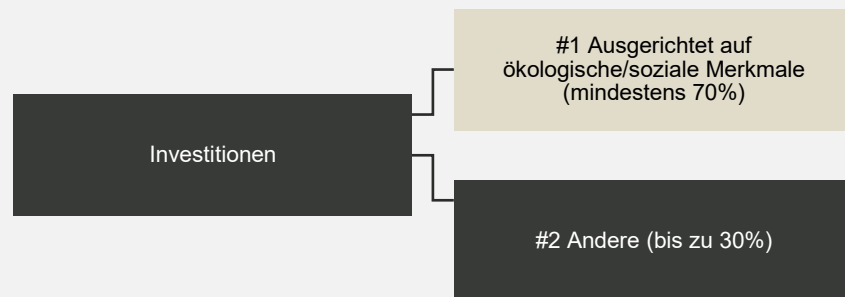 #1 Ausgerichtet auf
ökologische/soziale Merkmale
(mindestens 70%)
Investitionen
#2 Andere (bis zu 30%)